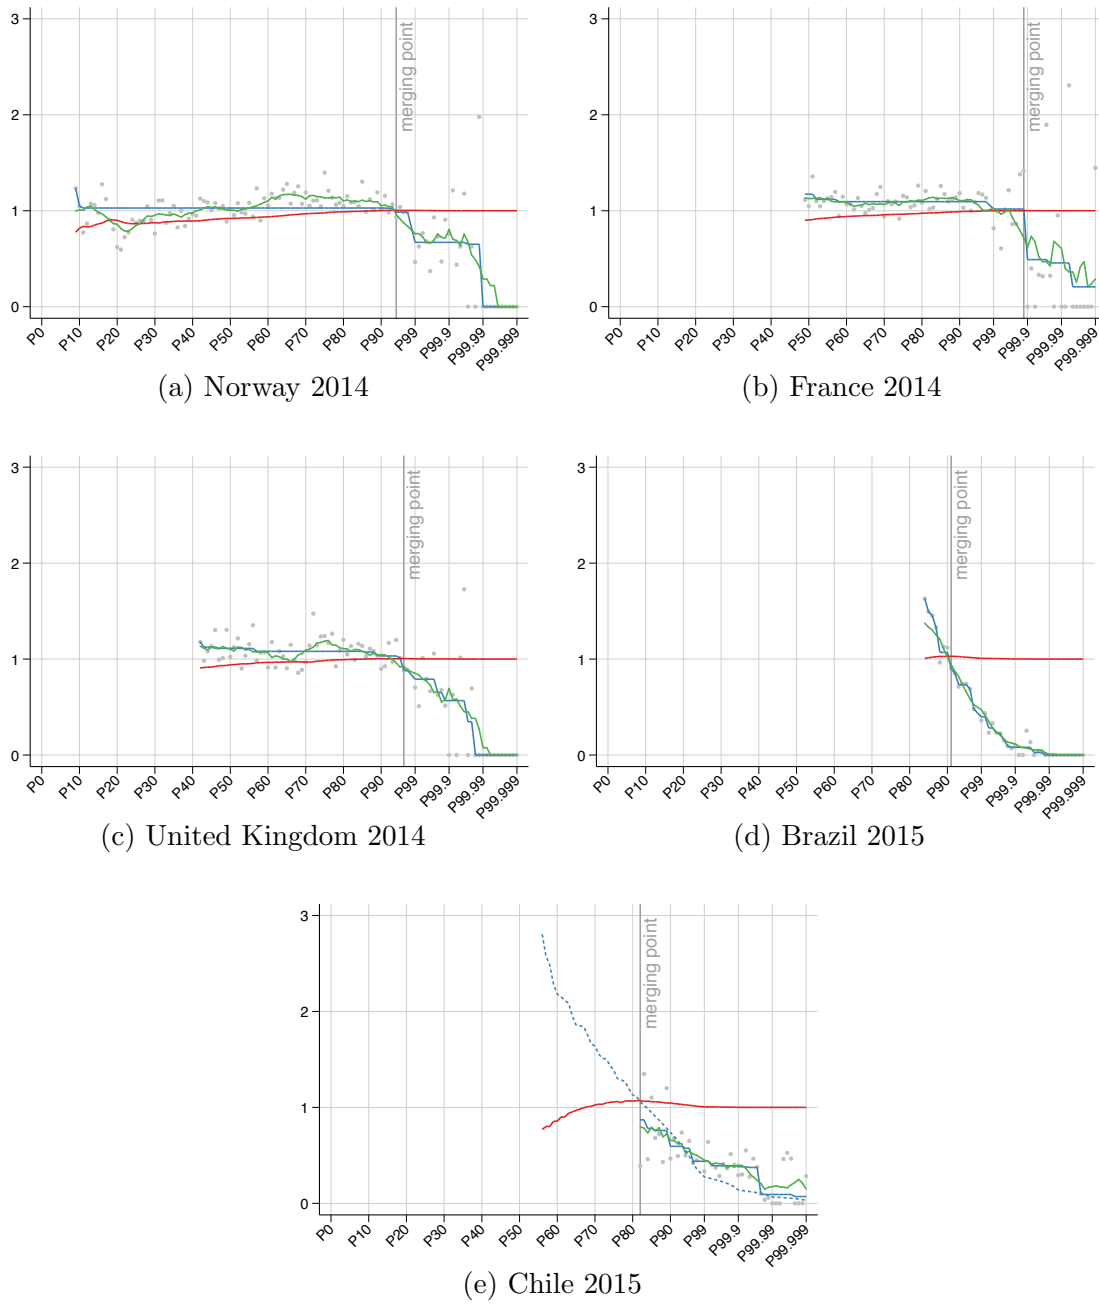 3
2
1
0
merging point
P0
P10
P20
P30
P40
P50
P60
P70
P80
P90
P99
P99.9
P99.99
P99.999
(a) Norway 2014
3
2
1
0
merging point
P0
P10
P20
P30
P40
P50
P60
P70
P80
P90
P99
P99.9
P99.99
P99.999
(b) France 2014
3
2
1
0
merging point
P0
P10
P20
P30
P40
P50
P60
P70
P80
P90
P99
P99.9
P99.99
P99.999
(c) United Kingdom 2014
3
2
1
0
merging point
P0
P10
P20
P30
P40
P50
P60
P70
P80
P90
P99
P99.9
P99.99
P99.999
(d) Brazil 2015
3
2
1
0
merging point
P0
P10
P20
P30
P40
P50
P60
P70
P80
P90
P99
P99.9
P99.99
P99.999
(e) Chile 2015